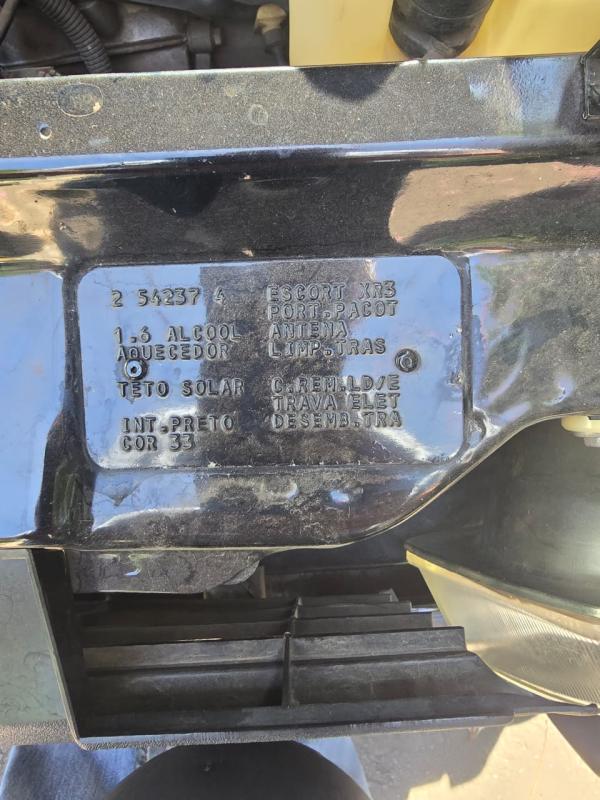 2 54237 4 ESCORT XR3
PORT.PACOT
1.6 ALCOOL ANTENA
AQUECEDOR LIMP.TRAS
TETO SOLAR C.REM.LD/E
TRAVA ELET
INT.PRETO DESEMB.TRA
COR 33